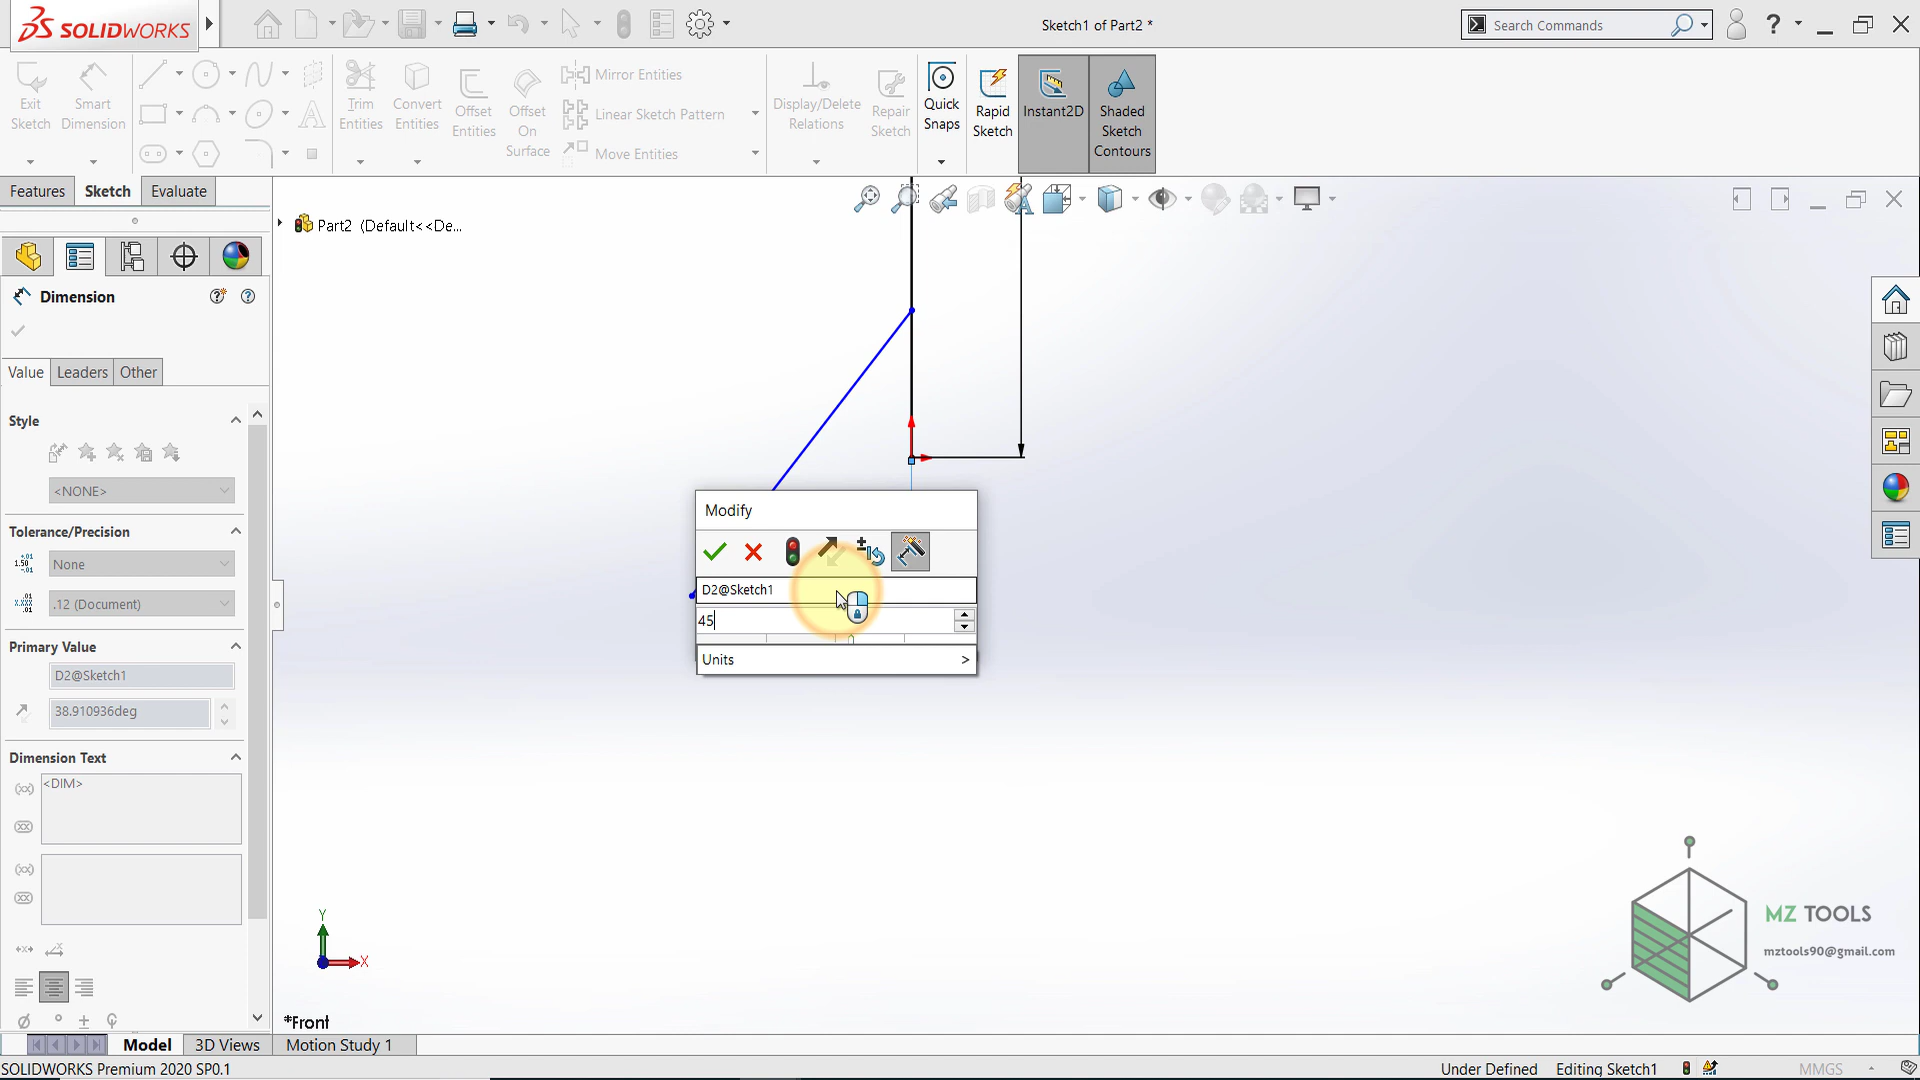 SOLIDWORKS
Sketch1 of Part2 *
Search Commands
?
Exit Sketch
Smart Dimension
Trim Entities
Convert Entities
Offset Entities
Offset On Surface
Mirror Entities
Linear Sketch Pattern
Move Entities
Display/Delete Relations
Repair Sketch
Quick Snaps
Rapid Sketch
Instant2D
Shaded Sketch Contours
Features
Sketch
Evaluate
Part2 (Default<<De...
Dimension
Value
Leaders
Other
Style
<NONE>
Tolerance/Precision
None
.12 (Document)
Primary Value
D2@Sketch1
38.910936deg
Dimension Text
<DIM>
Modify
D2@Sketch1
45
Units >
Y
X
*Front
MZ TOOLS
mztools90@gmail.com
Model
3D Views
Motion Study 1
SOLIDWORKS Premium 2020 SP0.1
Under Defined
Editing Sketch1
MMGS